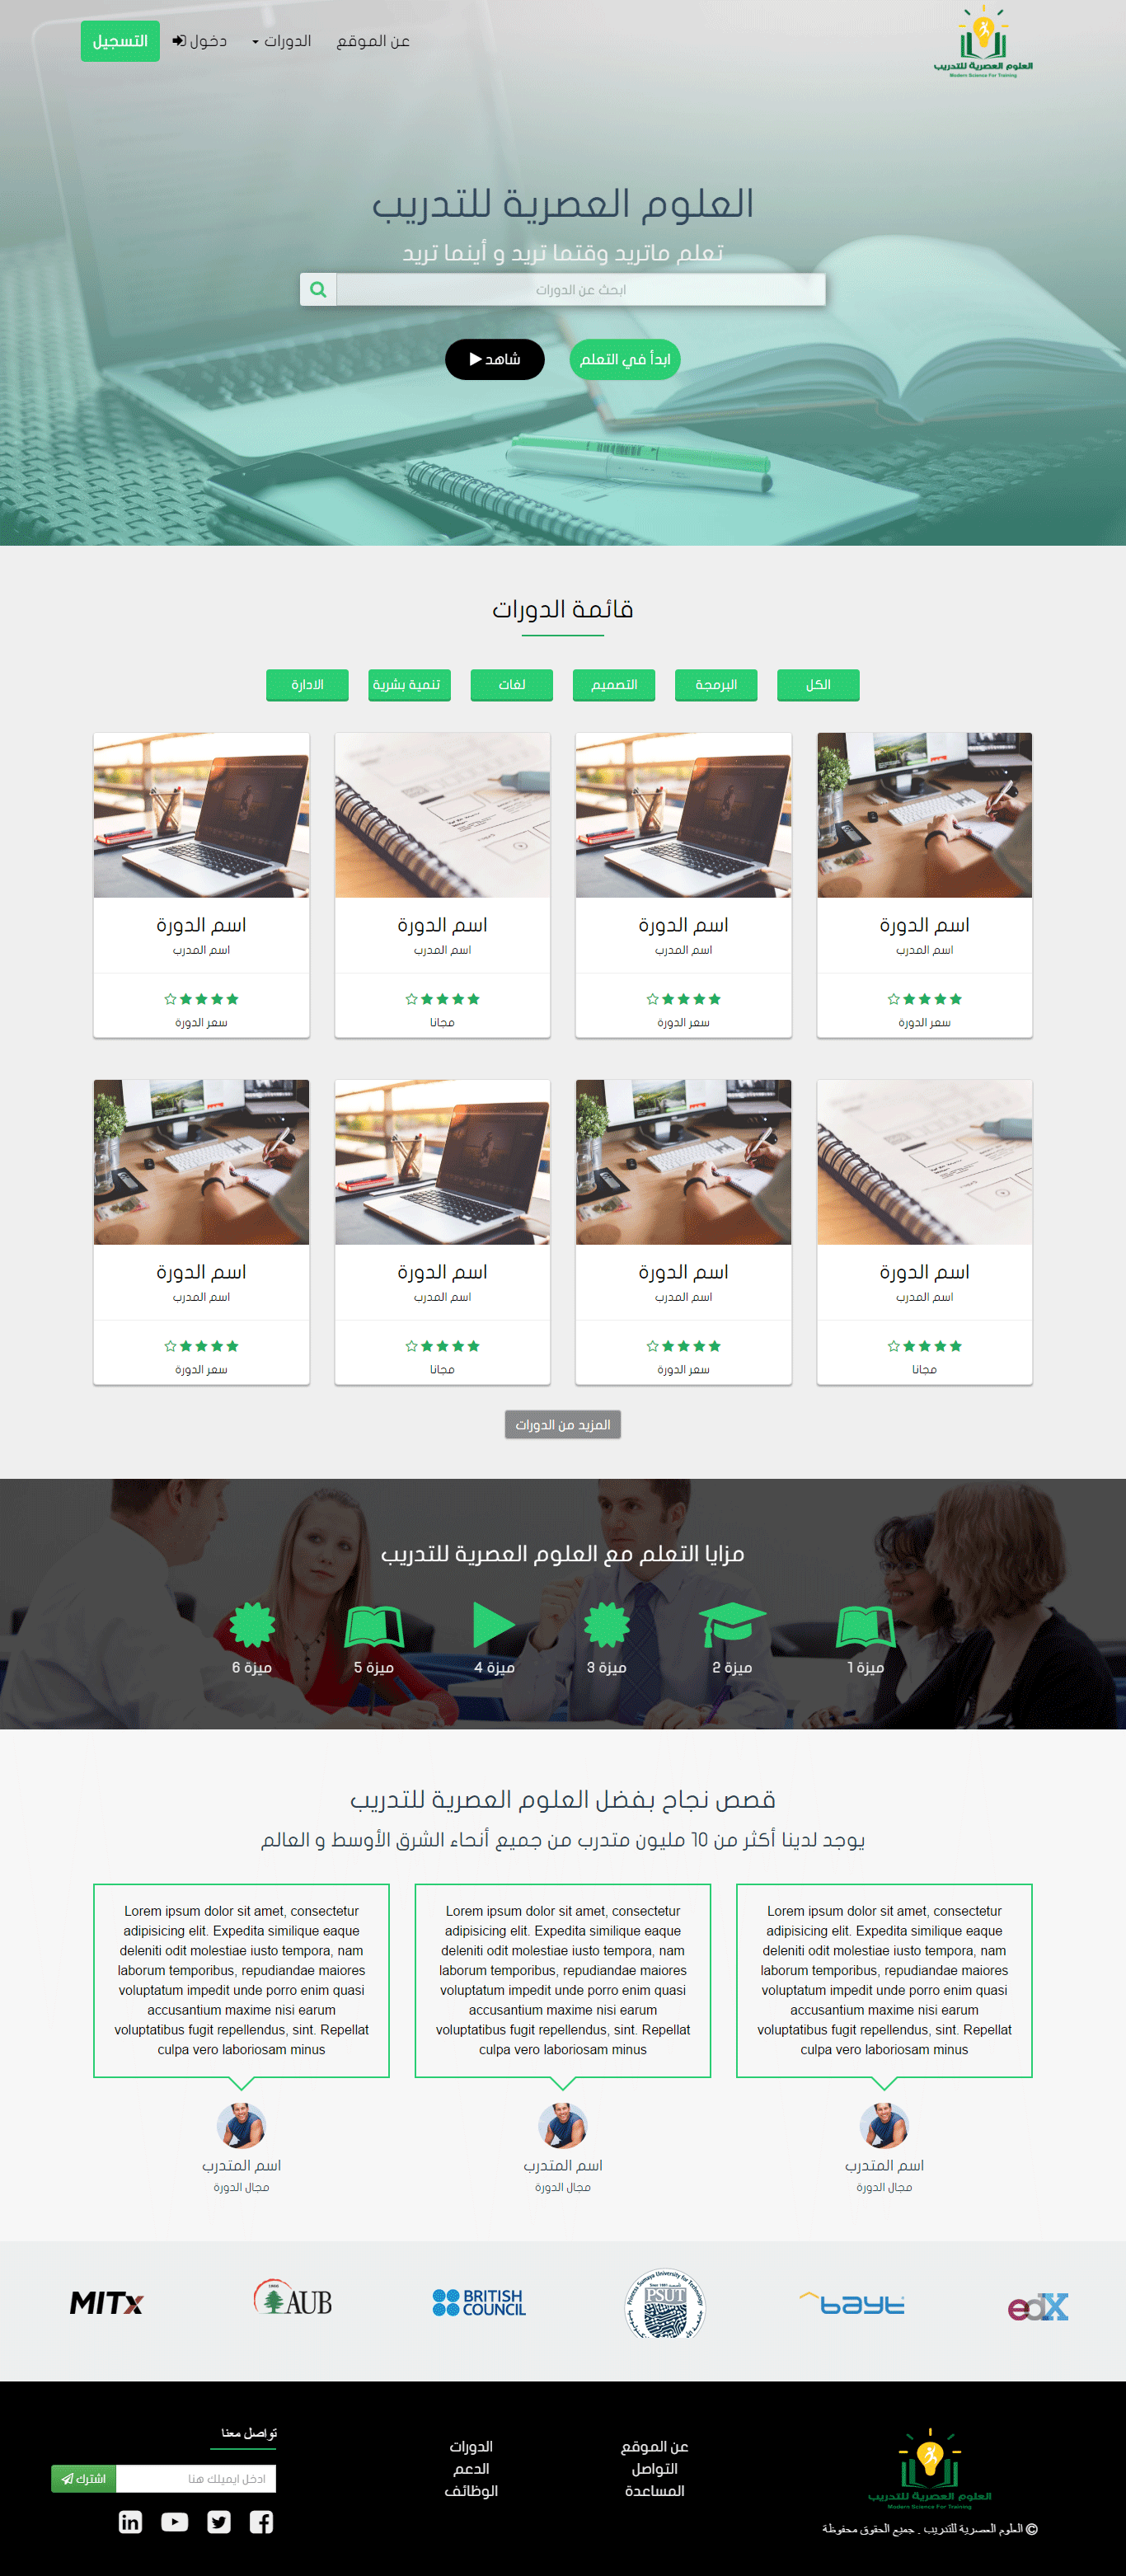 العلوم العصرية للتدريب
Modern Science For Training
عن الموقع
الدورات
دخول
التسجيل
العلوم العصرية للتدريب
تعلم ماتريد وقتما تريد و أينما تريد
ابحث عن الدورات
ابدأ في التعلم
شاهد
قائمة الدورات
الكل
البرمجة
التصميم
لغات
تنمية بشرية
الادارة
اسم الدورة
اسم المدرب
سعر الدورة
اسم الدورة
اسم المدرب
سعر الدورة
اسم الدورة
اسم المدرب
مجانا
اسم الدورة
اسم المدرب
سعر الدورة
اسم الدورة
اسم المدرب
مجانا
اسم الدورة
اسم المدرب
سعر الدورة
اسم الدورة
اسم المدرب
مجانا
اسم الدورة
اسم المدرب
سعر الدورة
المزيد من الدورات
مزايا التعلم مع العلوم العصرية للتدريب
ميزة 1
ميزة 2
ميزة 3
ميزة 4
ميزة 5
ميزة 6
قصص نجاح بفضل العلوم العصرية للتدريب
يوجد لدينا أكثر من 10 مليون متدرب من جميع أنحاء الشرق الأوسط و العالم
Lorem ipsum dolor sit amet, consectetur
adipisicing elit. Expedita similique eaque
deleniti odit molestiae iusto tempora, nam
laborum temporibus, repudiandae maiores
voluptatum impedit unde porro enim quasi
accusantium maxime nisi earum
voluptatibus fugit repellendus, sint. Repellat
culpa vero laboriosam minus
اسم المتدرب
مجال الدورة
Lorem ipsum dolor sit amet, consectetur
adipisicing elit. Expedita similique eaque
deleniti odit molestiae iusto tempora, nam
laborum temporibus, repudiandae maiores
voluptatum impedit unde porro enim quasi
accusantium maxime nisi earum
voluptatibus fugit repellendus, sint. Repellat
culpa vero laboriosam minus
اسم المتدرب
مجال الدورة
Lorem ipsum dolor sit amet, consectetur
adipisicing elit. Expedita similique eaque
deleniti odit molestiae iusto tempora, nam
laborum temporibus, repudiandae maiores
voluptatum impedit unde porro enim quasi
accusantium maxime nisi earum
voluptatibus fugit repellendus, sint. Repellat
culpa vero laboriosam minus
اسم المتدرب
مجال الدورة
edX
bayt
Princess Sumaya University for Technology
Since 1991
PSUT
BRITISH
COUNCIL
AUB
MITx
العلوم العصرية للتدريب
Modern Science For Training
© العلوم العصرية للتدريب . جميع الحقوق محفوظة
عن الموقع
التواصل
المساعدة
الدورات
الدعم
الوظائف
تواصل معنا
ادخل ايميلك هنا
اشترك